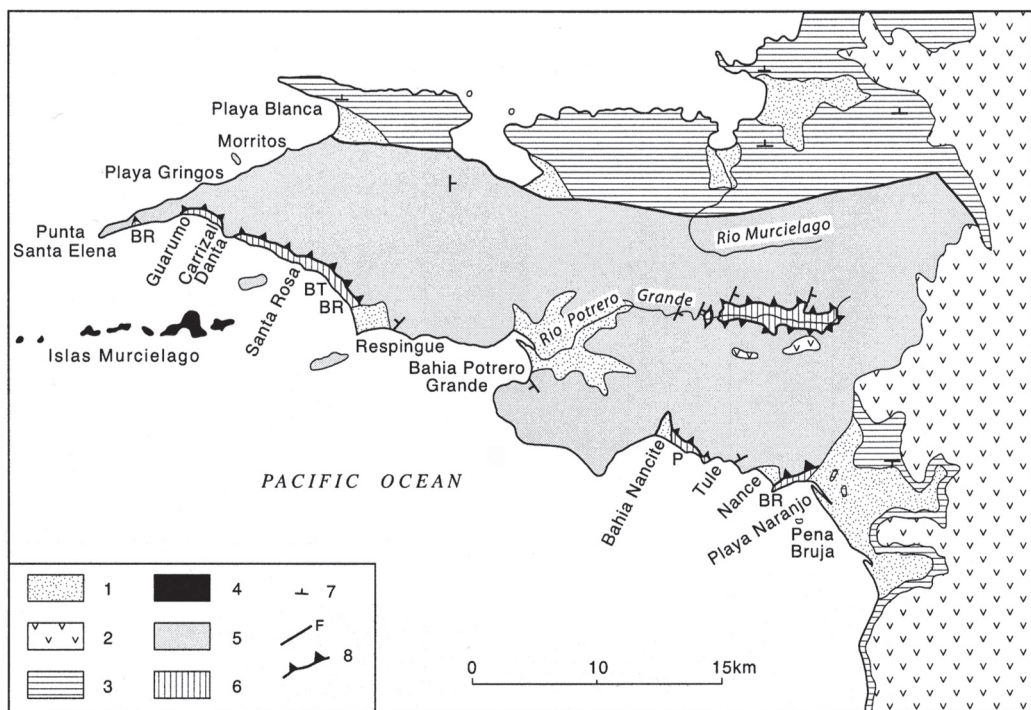 Playa Blanca
Morritos
Playa Gringos
Punta
Santa Elena
BR
Guarumo
Carrizal
Danta
Santa Rosa
BT
BR
Islas Murcielago
Respingue
Bahia Potrero
Grande
Rio Potrero Grande
Rio Murcielago
PACIFIC OCEAN
Bahia Nancite
P
Tule
Nance
BR
Playa Naranjo
Pena
Bruja
1
2
3
4
5
6
7
F
8
0 10 15km